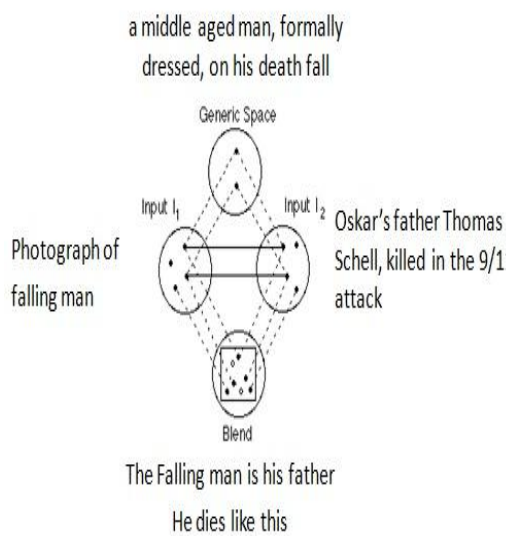 a middle aged man, formally
dressed, on his death fall
Generic Space
Input I1
Input I2
Photograph of
falling man
Oskar's father Thomas
Schell, killed in the 9/1
attack
Blend
The Falling man is his father
He dies like this